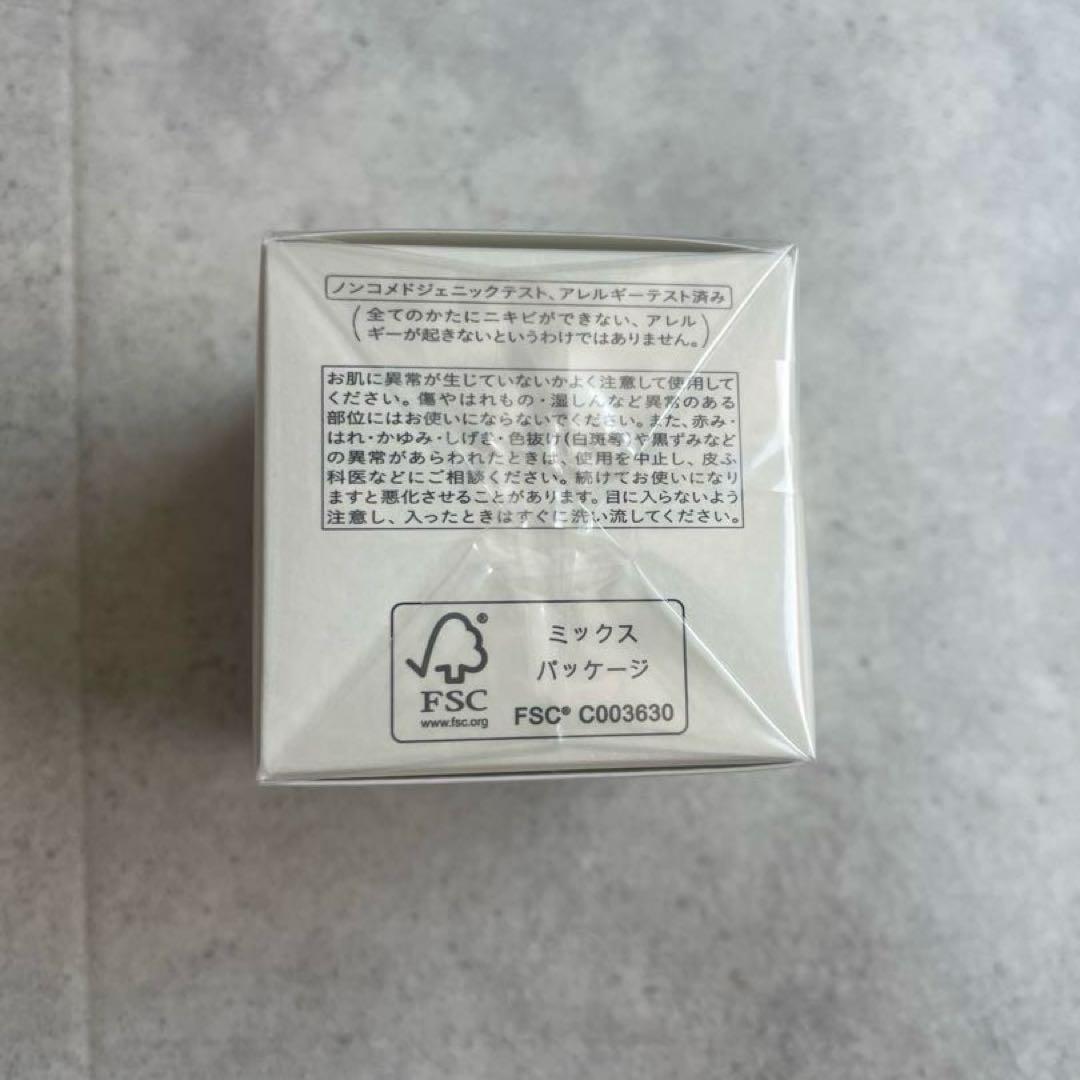 ノンコメドジェニックテスト、アレルギーテスト済み
(全てのかたにニキビができない、アレル
ギーが起きないというわけではありません。)
お肌に異常が生じていないかよく注意して使用して
ください。傷やはれもの・湿しんなど異常のある
部位にはお使いにならないでください。また、赤み・
はれ・かゆみ・しげき・色抜け(白斑等)や黒ずみなど
の異常があらわれたときは、使用を中止し、皮ふ
科医などにご相談ください。続けてお使いになり
ますと悪化させることがあります。目に入らないよう
注意し、入ったときはすぐに洗い流してください。
®
ミックス
パッケージ
FSC
www.fsc.org
FSC® C003630